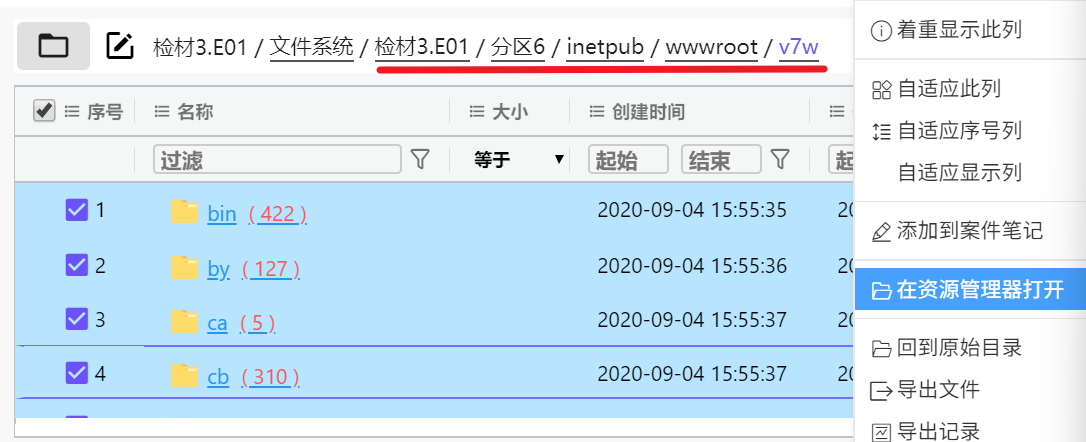 检材3.E01 / 文件系统 / 检材3.E01 / 分区6 / inetpub / wwwroot / v7w
序号 名称 大小 创建时间
过滤 等于 起始 结束
1 bin ( 422 ) 2020-09-04 15:55:35
2 by ( 127 ) 2020-09-04 15:55:36
3 ca ( 5 ) 2020-09-04 15:55:37
4 cb ( 310 ) 2020-09-04 15:55:37
着重显示此列
自适应此列
自适应序号列
自适应显示列
添加到案件笔记
在资源管理器打开
回到原始目录
导出文件
导出记录